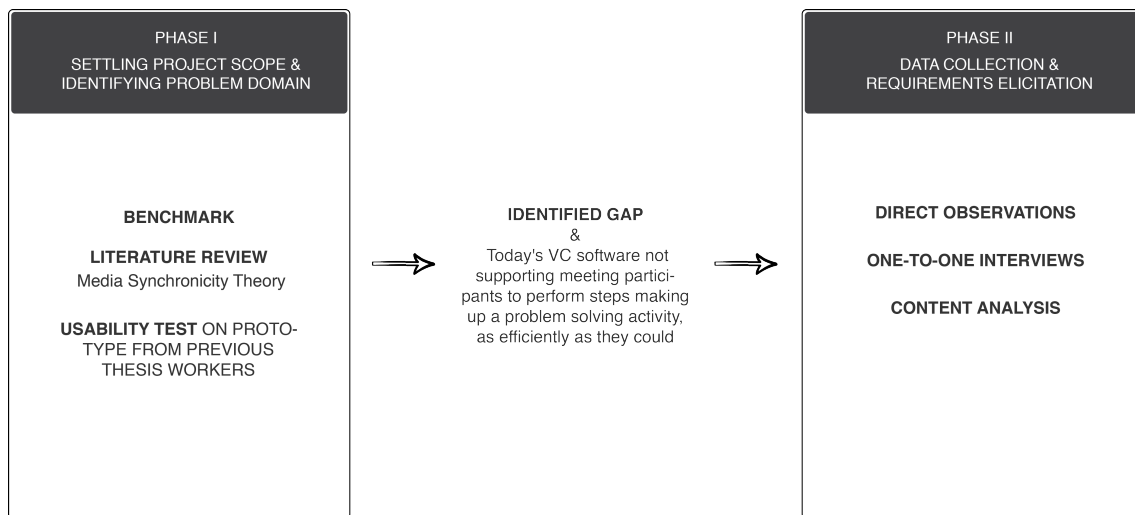 PHASE I
SETTLING PROJECT SCOPE &
IDENTIFYING PROBLEM DOMAIN
BENCHMARK
LITERATURE REVIEW
Media Synchronicity Theory
USABILITY TEST ON PROTO-
TYPE FROM PREVIOUS
THESIS WORKERS
IDENTIFIED GAP
&
Today's VC software not
supporting meeting partici-
pants to perform steps making
up a problem solving activity,
as efficiently as they could
PHASE II
DATA COLLECTION &
REQUIREMENTS ELICITATION
DIRECT OBSERVATIONS
ONE-TO-ONE INTERVIEWS
CONTENT ANALYSIS